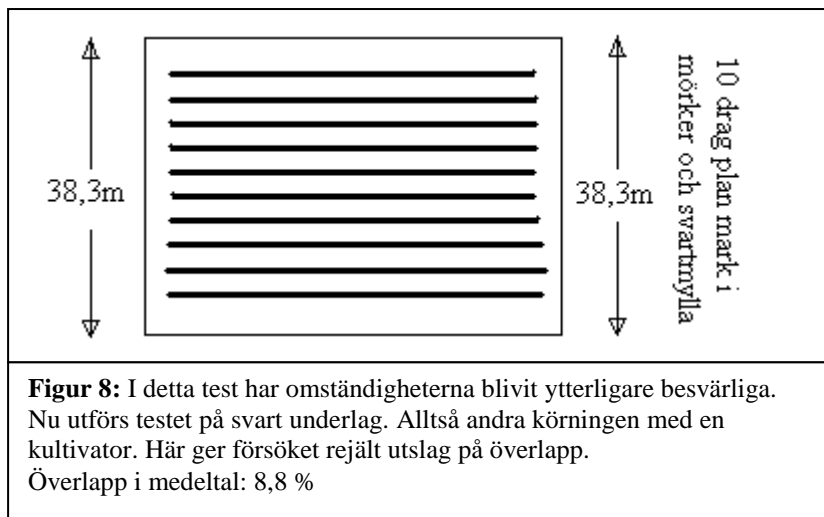 38,3m
38,3m
10 drag plan mark i
mörker och svartmylla
Figur 8: I detta test har omständigheterna blivit ytterligare besvärliga.
Nu utförs testet på svart underlag. Alltså andra körningen med en
kultivator. Här ger försöket rejält utslag på överlapp.
Överlapp i medeltal: 8,8 %